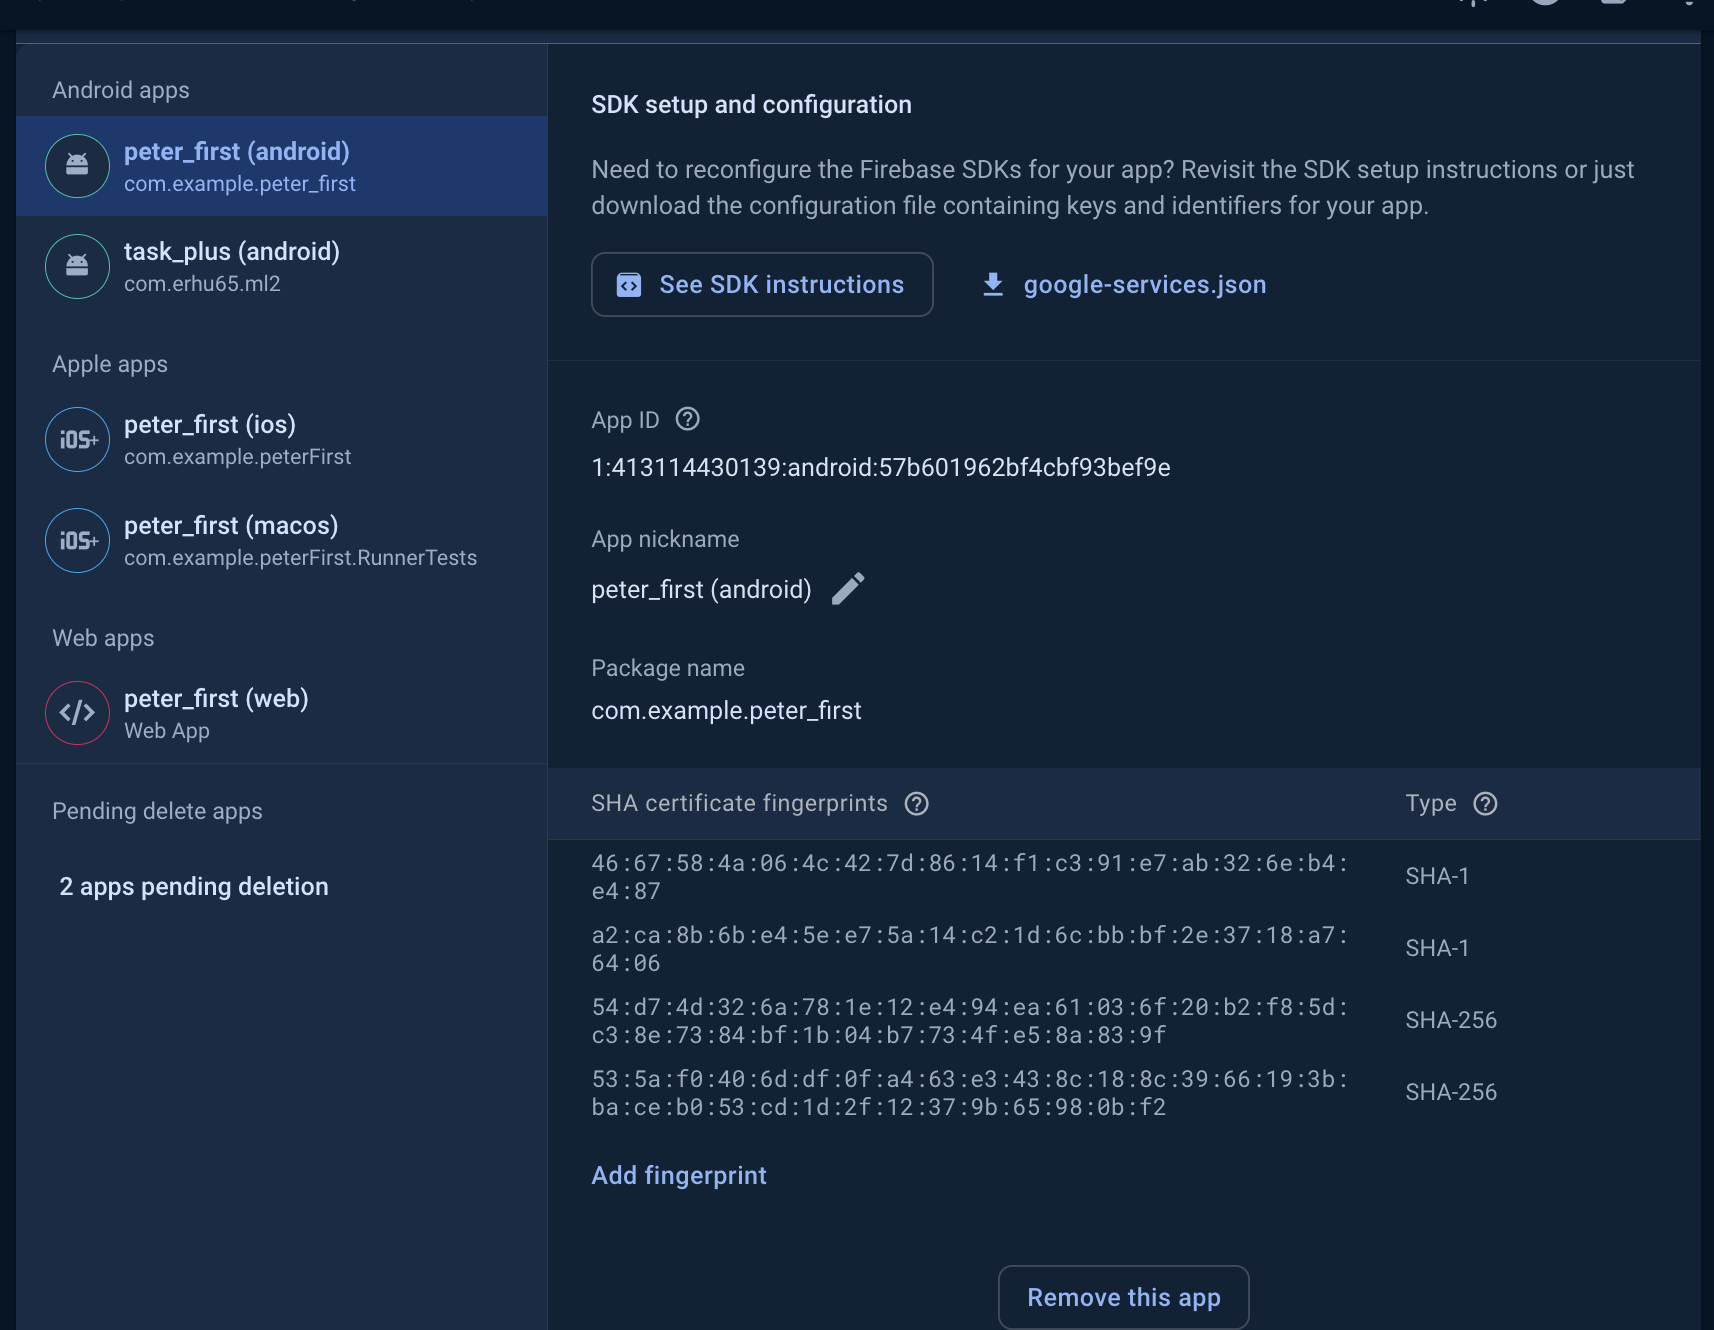 Android apps
peter_first (android)
com.example.peter_first
task_plus (android)
com.erhu65.ml2
Apple apps
iOS+
peter_first (ios)
com.example.peterFirst
iOS+
peter_first (macos)
com.example.peterFirst.RunnerTests
Web apps
</>
peter_first (web)
Web App
Pending delete apps
2 apps pending deletion
SDK setup and configuration
Need to reconfigure the Firebase SDKs for your app? Revisit the SDK setup instructions or just
download the configuration file containing keys and identifiers for your app.
See SDK instructions
google-services.json
App ID
1:413114430139:android:57b601962bf4cbf93bef9e
App nickname
peter_first (android)
Package name
com.example.peter_first
SHA certificate fingerprints
Type
46:67:58:4a:06:4c:42:7d:86:14:f1:c3:91:e7:ab:32:6e:b4:
e4:87
SHA-1
a2:ca:8b:6b:e4:5e:e7:5a:14:c2:1d:6c:bb:bf:2e:37:18:a7:
64:06
SHA-1
54:d7:4d:32:6a:78:1e:12:e4:94:ea:61:03:6f:20:b2:f8:5d:
c3:8e:73:84:bf:1b:04:b7:73:4f:e5:8a:83:9f
SHA-256
53:5a:f0:40:6d:df:0f:a4:63:e3:43:8c:18:8c:39:66:19:3b:
ba:ce:b0:53:cd:1d:2f:12:37:9b:65:98:0b:f2
SHA-256
Add fingerprint
Remove this app